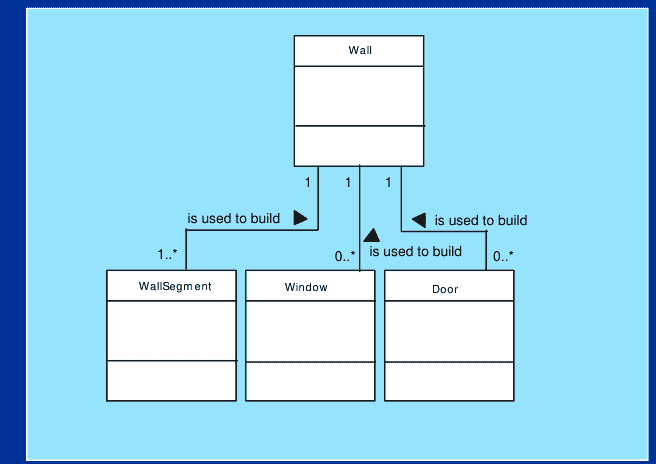 Wall
1
1
1
is used to build
is used to build
1..*
0..*
is used to build
0..*
WallSegment
Window
Door